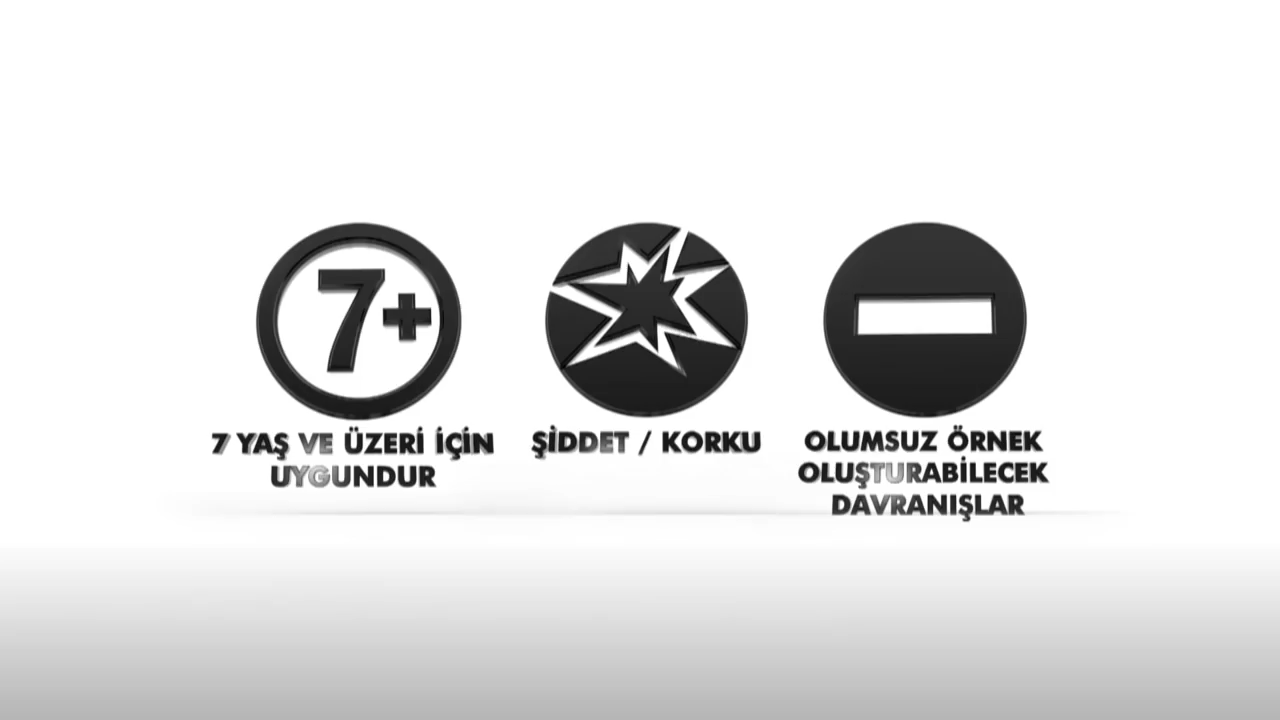 7+
7 YAŞ VE ÜZERİ İÇİN
UYGUNDUR
ŞİDDET / KORKU
OLUMSUZ ÖRNEK
OLUŞTURABİLECEK
DAVRANIŞLAR